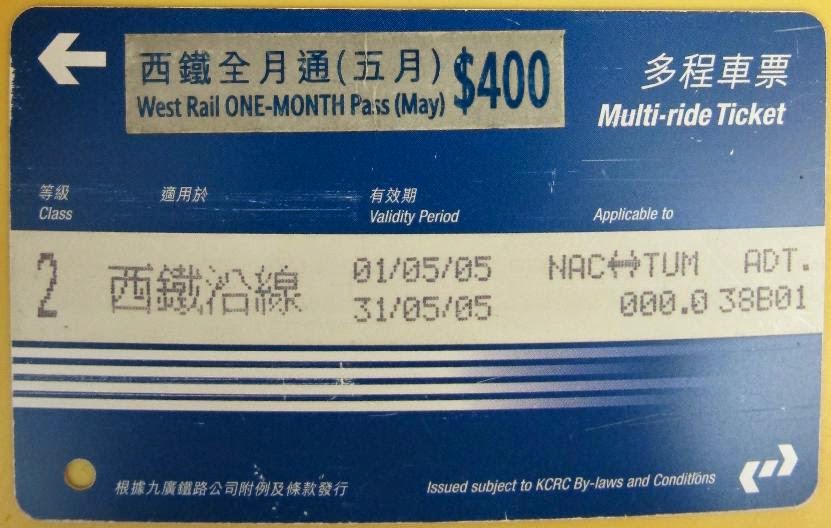 西鐵全月通(五月) $400
West Rail ONE-MONTH Pass (May)
多程車票
Multi-ride Ticket
等級 適用於 有效期
Class Validity Period Applicable to
2 西鐵沿線 01/05/05 NAC↔TUM ADT.
31/05/05 000.0 38B01
根據九廣鐵路公司附例及條款發行 Issued subject to KCRC By-laws and Conditions